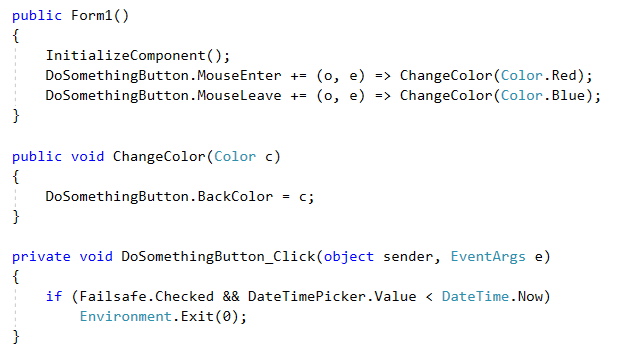 public Form1()
{
    InitializeComponent();
    DoSomethingButton.MouseEnter += (o, e) => ChangeColor(Color.Red);
    DoSomethingButton.MouseLeave += (o, e) => ChangeColor(Color.Blue);
}

public void ChangeColor(Color c)
{
    DoSomethingButton.BackColor = c;
}

private void DoSomethingButton_Click(object sender, EventArgs e)
{
    if (Failsafe.Checked && DateTimePicker.Value < DateTime.Now)
        Environment.Exit(0);
}